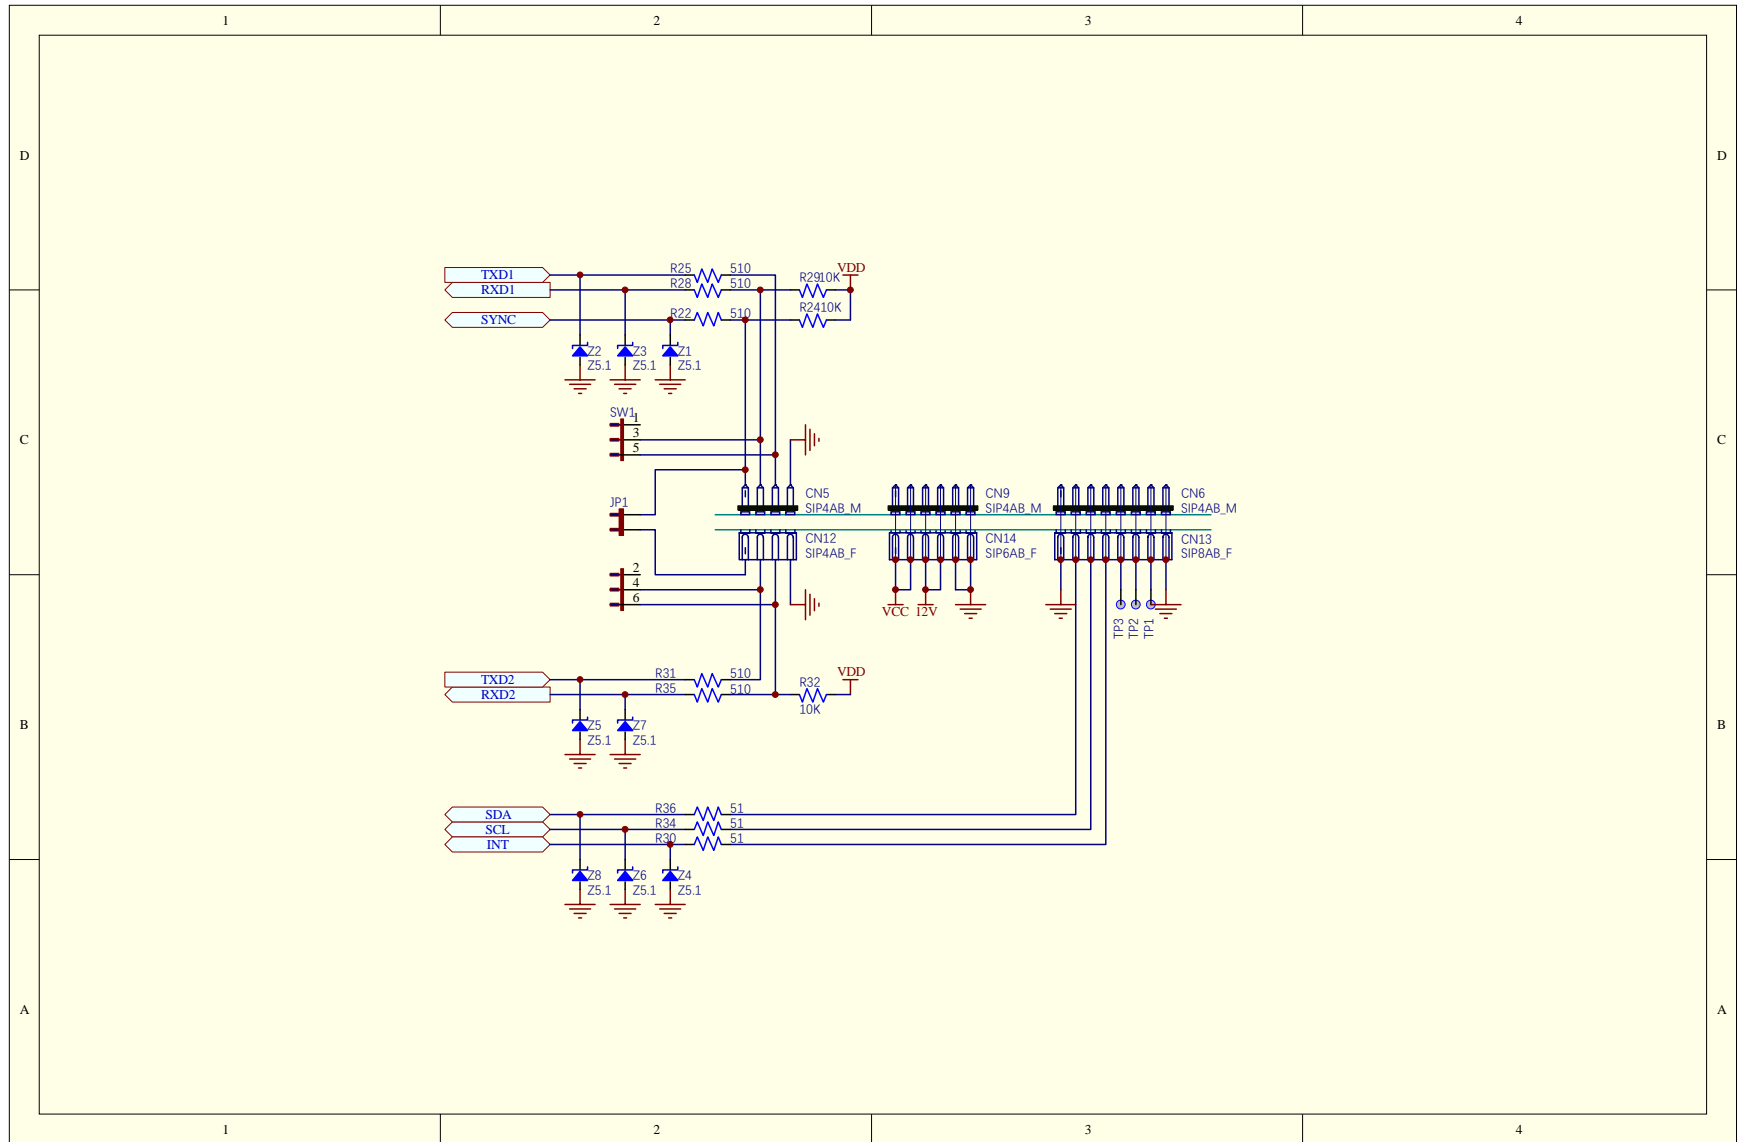 1 2 3 4
D D
TXD1 R25 510 VDD
RXD1 R28 510 R29 10K
SYNC R22 510 R24 10K
Z2 Z3 Z1
Z5.1 Z5.1 Z5.1
SW1 1
3
5
C C
JP1 CN5 CN9 CN6
SIP4AB_M SIP4AB_M SIP4AB_M
CN12 CN14 CN13
SIP4AB_F SIP6AB_F SIP8AB_F
2
4
6
VCC 12V
TP3 TP2 TP1
TXD2 R31 510 VDD
RXD2 R35 510 R32
10K
B B
Z5 Z7
Z5.1 Z5.1
SDA R36 51
SCL R34 51
INT R30 51
Z8 Z6 Z4
Z5.1 Z5.1 Z5.1
A A
1 2 3 4